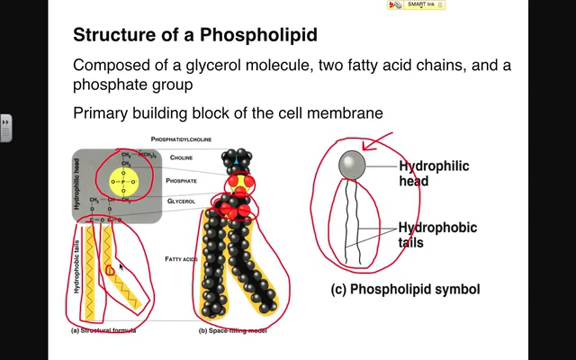 SMART Ink
Structure of a Phospholipid
Composed of a glycerol molecule, two fatty acid chains, and a
phosphate group
Primary building block of the cell membrane
PHOSPHATIDYLCHOLINE
CHOLINE
PHOSPHATE
GLYCEROL
FATTY ACIDS
Hydrophilic head
Hydrophobic tails
(a) Structural formula
(b) Space-filling model
Hydrophilic
head
Hydrophobic
tails
(c) Phospholipid symbol